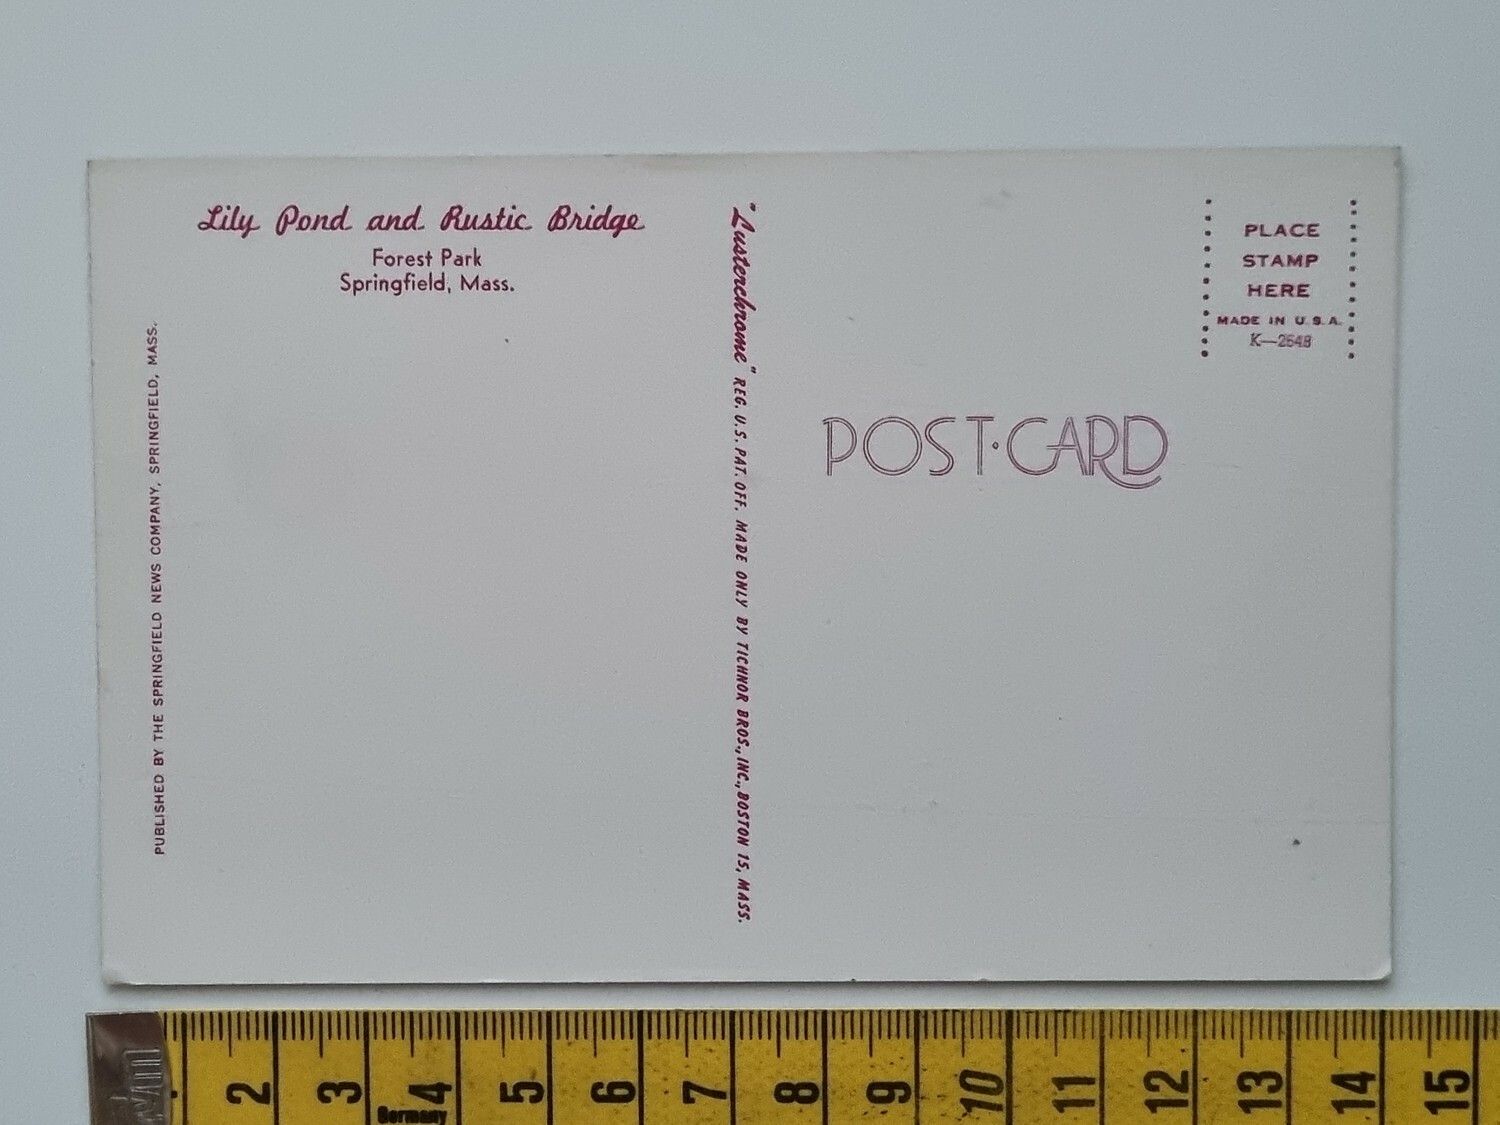 Lily Pond and Rustic Bridge
Forest Park
Springfield, Mass.
PUBLISHED BY THE SPRINGFIELD NEWS COMPANY, SPRINGFIELD, MASS.
"Lusterchrome" REG. U.S. PAT. OFF. MADE ONLY BY TICHNOR BROS., INC., BOSTON 15, MASS.
PLACE
STAMP
HERE
MADE IN U.S.A.
K—2648
POST·CARD
2 3 4 5 6 7 8 9 10 11 12 13 14 15
Germany